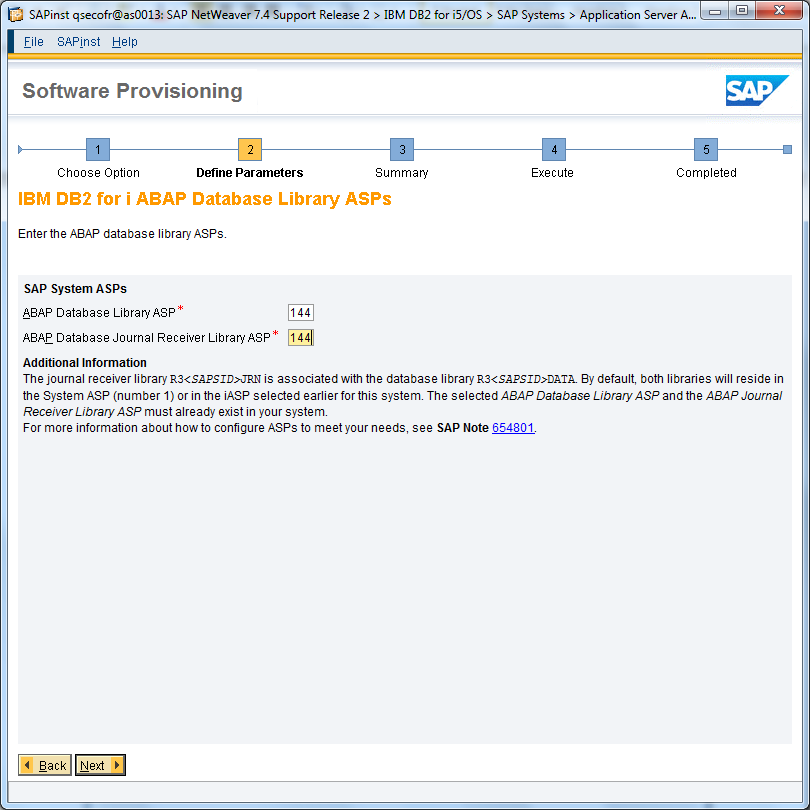 SAPinst qsecofr@as0013: SAP NetWeaver 7.4 Support Release 2 > IBM DB2 for i5/OS > SAP Systems > Application Server A...
File SAPinst Help
Software Provisioning
SAP
1 2 3 4 5
Choose Option Define Parameters Summary Execute Completed
IBM DB2 for i ABAP Database Library ASPs
Enter the ABAP database library ASPs.
SAP System ASPs
ABAP Database Library ASP * 144
ABAP Database Journal Receiver Library ASP * 144
Additional Information
The journal receiver library R3<SAPSID>JRN is associated with the database library R3<SAPSID>DATA. By default, both libraries will reside in
the System ASP (number 1) or in the iASP selected earlier for this system. The selected ABAP Database Library ASP and the ABAP Journal
Receiver Library ASP must already exist in your system.
For more information about how to configure ASPs to meet your needs, see SAP Note 654801.
Back Next